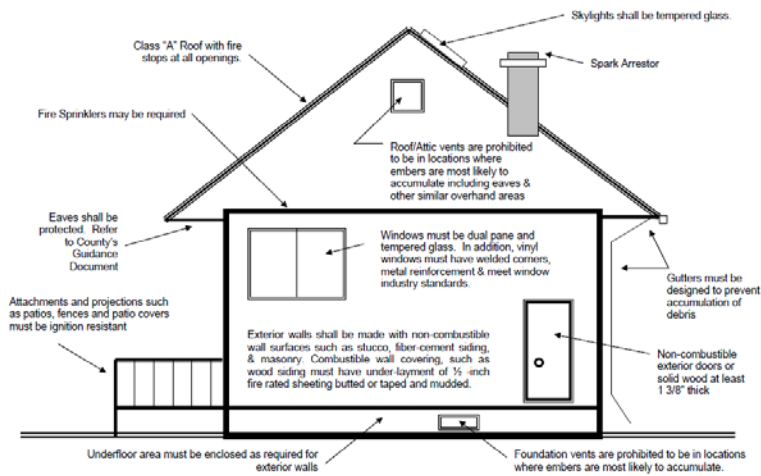 Skylights shall be tempered glass.
Class "A" Roof with fire
stops at all openings.
Spark Arrestor
Fire Sprinklers may be required
Roof/Attic vents are prohibited
to be in locations where
embers are most likely to
accumulate including eaves &
other similar overhand areas
Eaves shall be
protected. Refer
to County's
Guidance
Document
Windows must be dual pane and
tempered glass. In addition, vinyl
windows must have welded corners,
metal reinforcement & meet window
industry standards.
Gutters must be
designed to prevent
accumulation of
debris
Attachments and projections such
as patios, fences and patio covers
must be ignition resistant
Exterior walls shall be made with non-combustible
wall surfaces such as stucco, fiber-cement siding,
& masonry. Combustible wall covering, such as
wood siding must have under-layment of ½ -inch
fire rated sheeting butted or taped and mudded.
Non-combustible
exterior doors or
solid wood at least
1 3/8" thick
Underfloor area must be enclosed as required for
exterior walls
Foundation vents are prohibited to be in locations
where embers are most likely to accumulate.